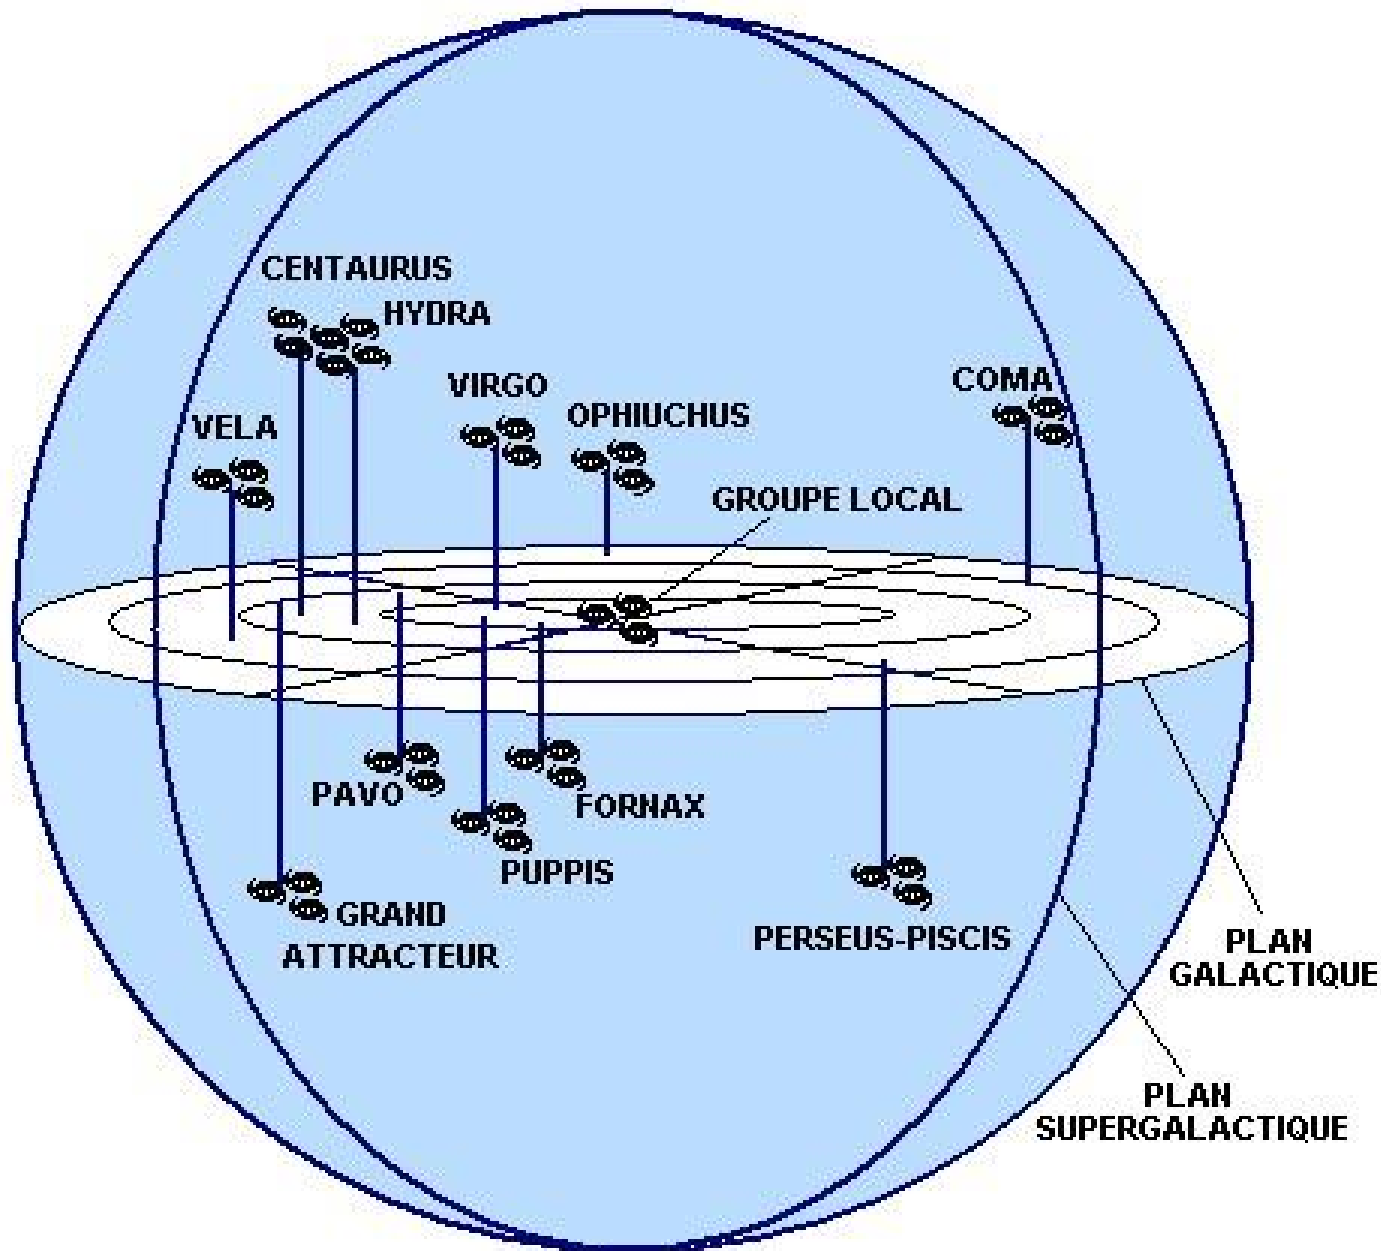 CENTAURUS
HYDRA
VIRGO
COMA
OPHIUCHUS
VELA
GROUPE LOCAL
PAVO
FORNAX
PUPPIS
GRAND
ATTRACTEUR
PERSEUS-PISCIS
PLAN
GALACTIQUE
PLAN
SUPERGALACTIQUE